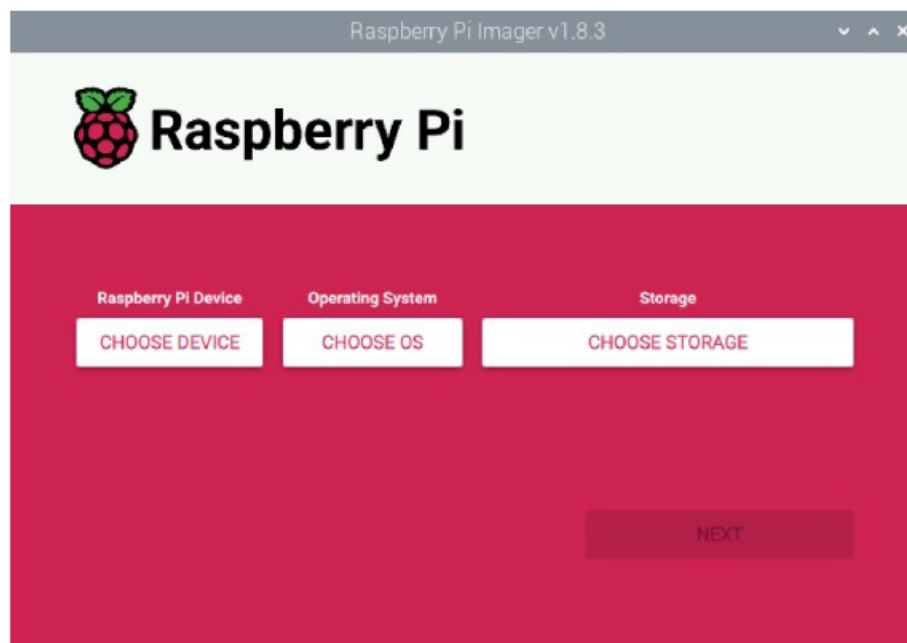 Raspberry Pi Imager v1.8.3
Raspberry Pi
Raspberry Pi Device Operating System Storage
CHOOSE DEVICE CHOOSE OS CHOOSE STORAGE
NEXT